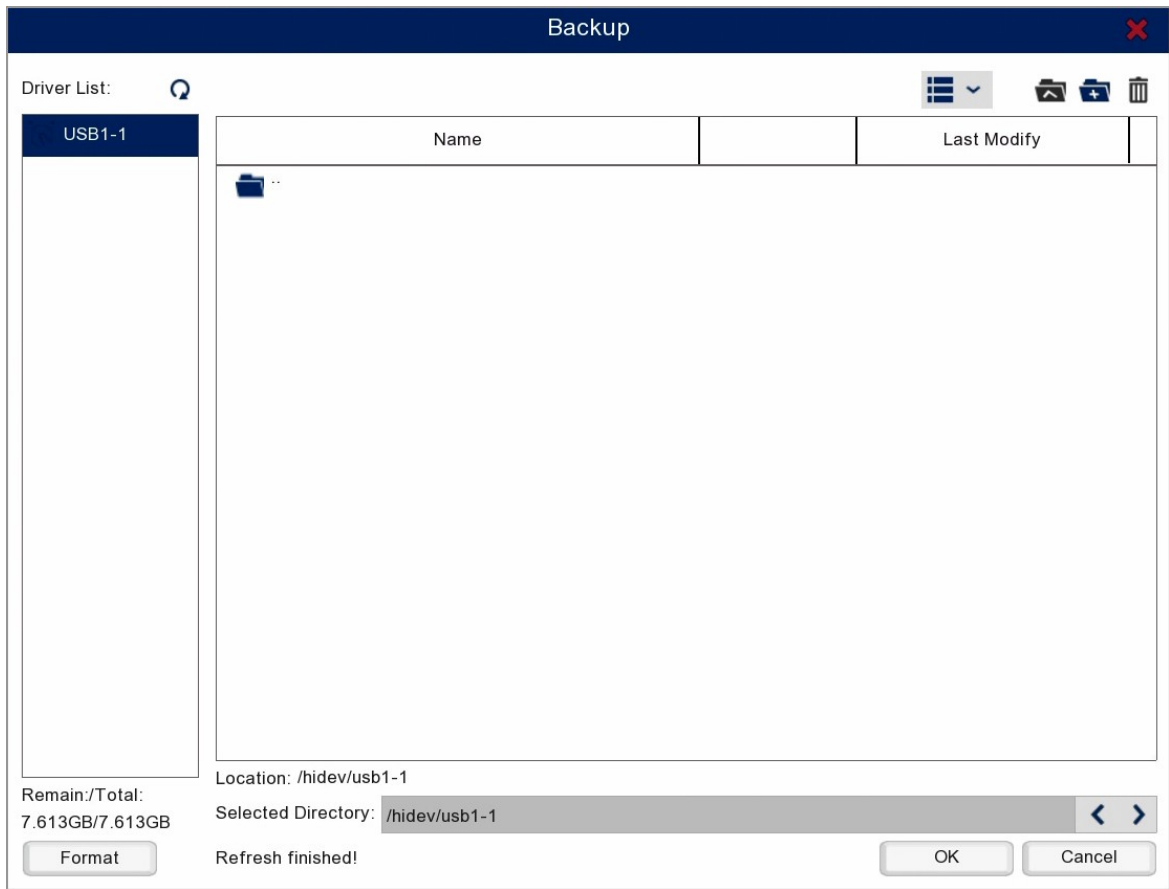 Backup
Driver List:
USB1-1
Name
Last Modify
..
Location: /hidev/usb1-1
Remain:/Total:
7.613GB/7.613GB
Selected Directory: /hidev/usb1-1
Format
Refresh finished!
OK
Cancel